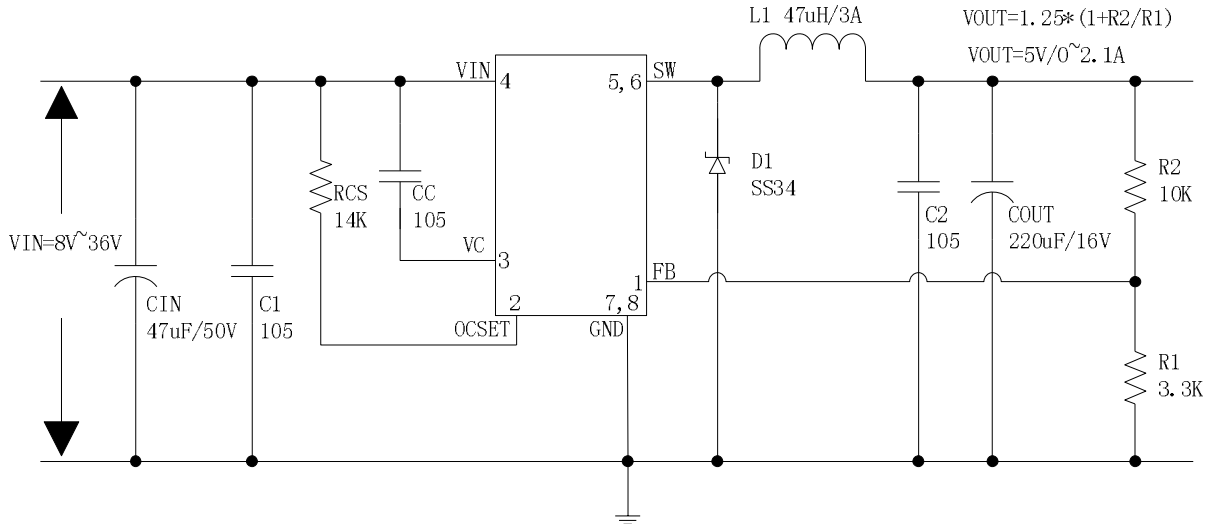 L1 47uH/3A
VOUT=1.25*(1+R2/R1)
VOUT=5V/0~2.1A
VIN
4
5,6
SW
RCS
14K
CC
105
D1
SS34
R2
10K
C2
105
COUT
220uF/16V
VIN=8V~36V
VC
3
1
FB
CIN
47uF/50V
C1
105
2
7,8
OCSET
GND
R1
3.3K